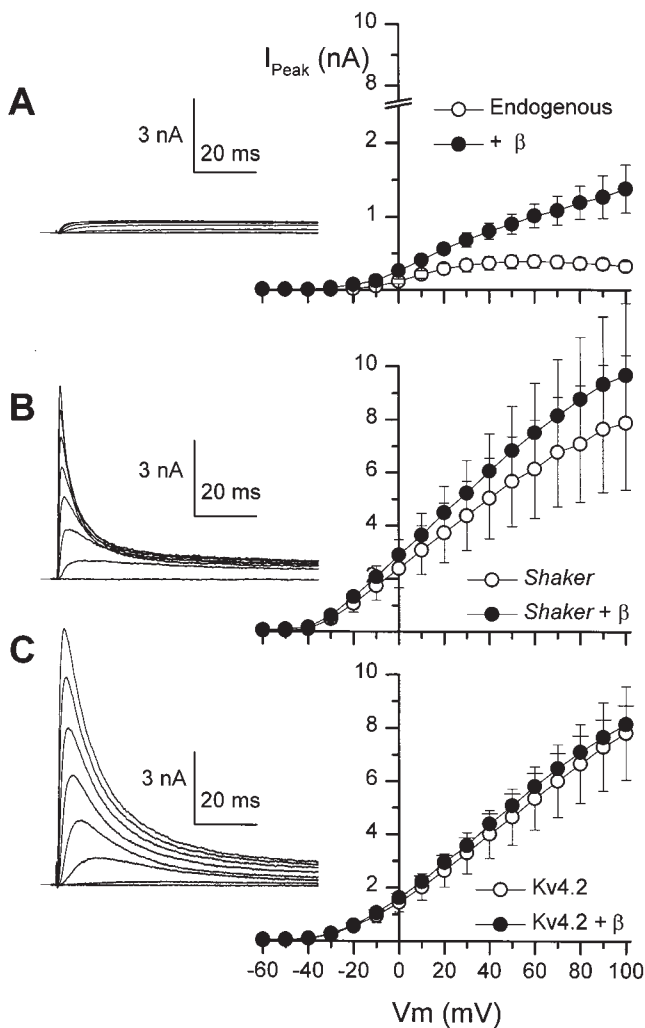 I Peak (nA)
10
8
2
1
A
3 nA
20 ms
Endogenous
+ β
B
3 nA
20 ms
10
8
6
4
2
Shaker
Shaker + β
C
3 nA
20 ms
10
8
6
4
2
Kv4.2
Kv4.2 + β
-60 -40 -20 0 20 40 60 80 100
Vm (mV)